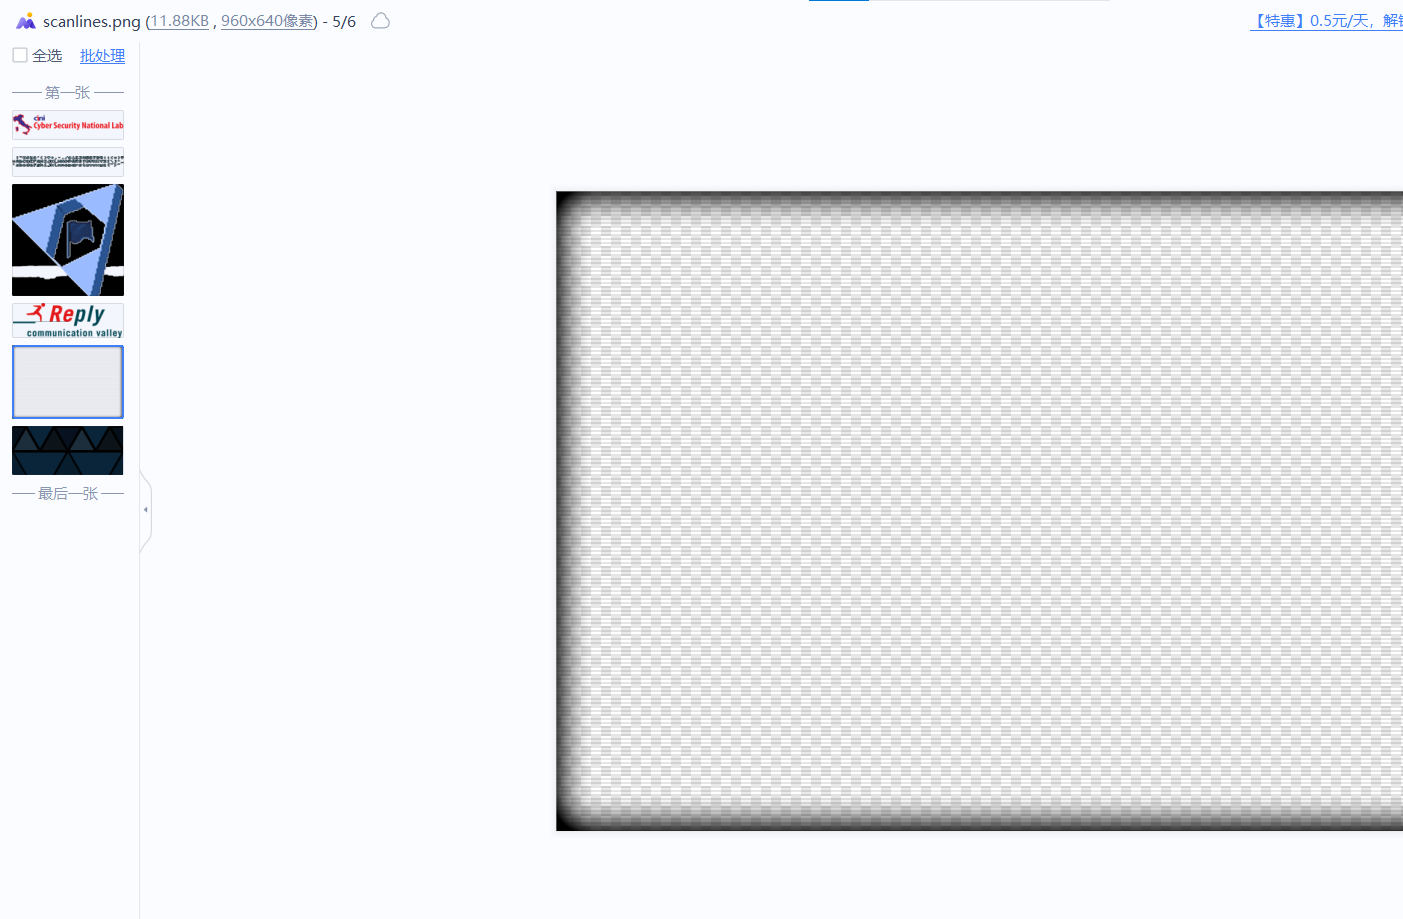 scanlines.png (11.88KB , 960x640像素) - 5/6
【特惠】0.5元/天，解
全选 批处理
第一张
cini
Cyber Security National Lab
Reply
communication valley
最后一张